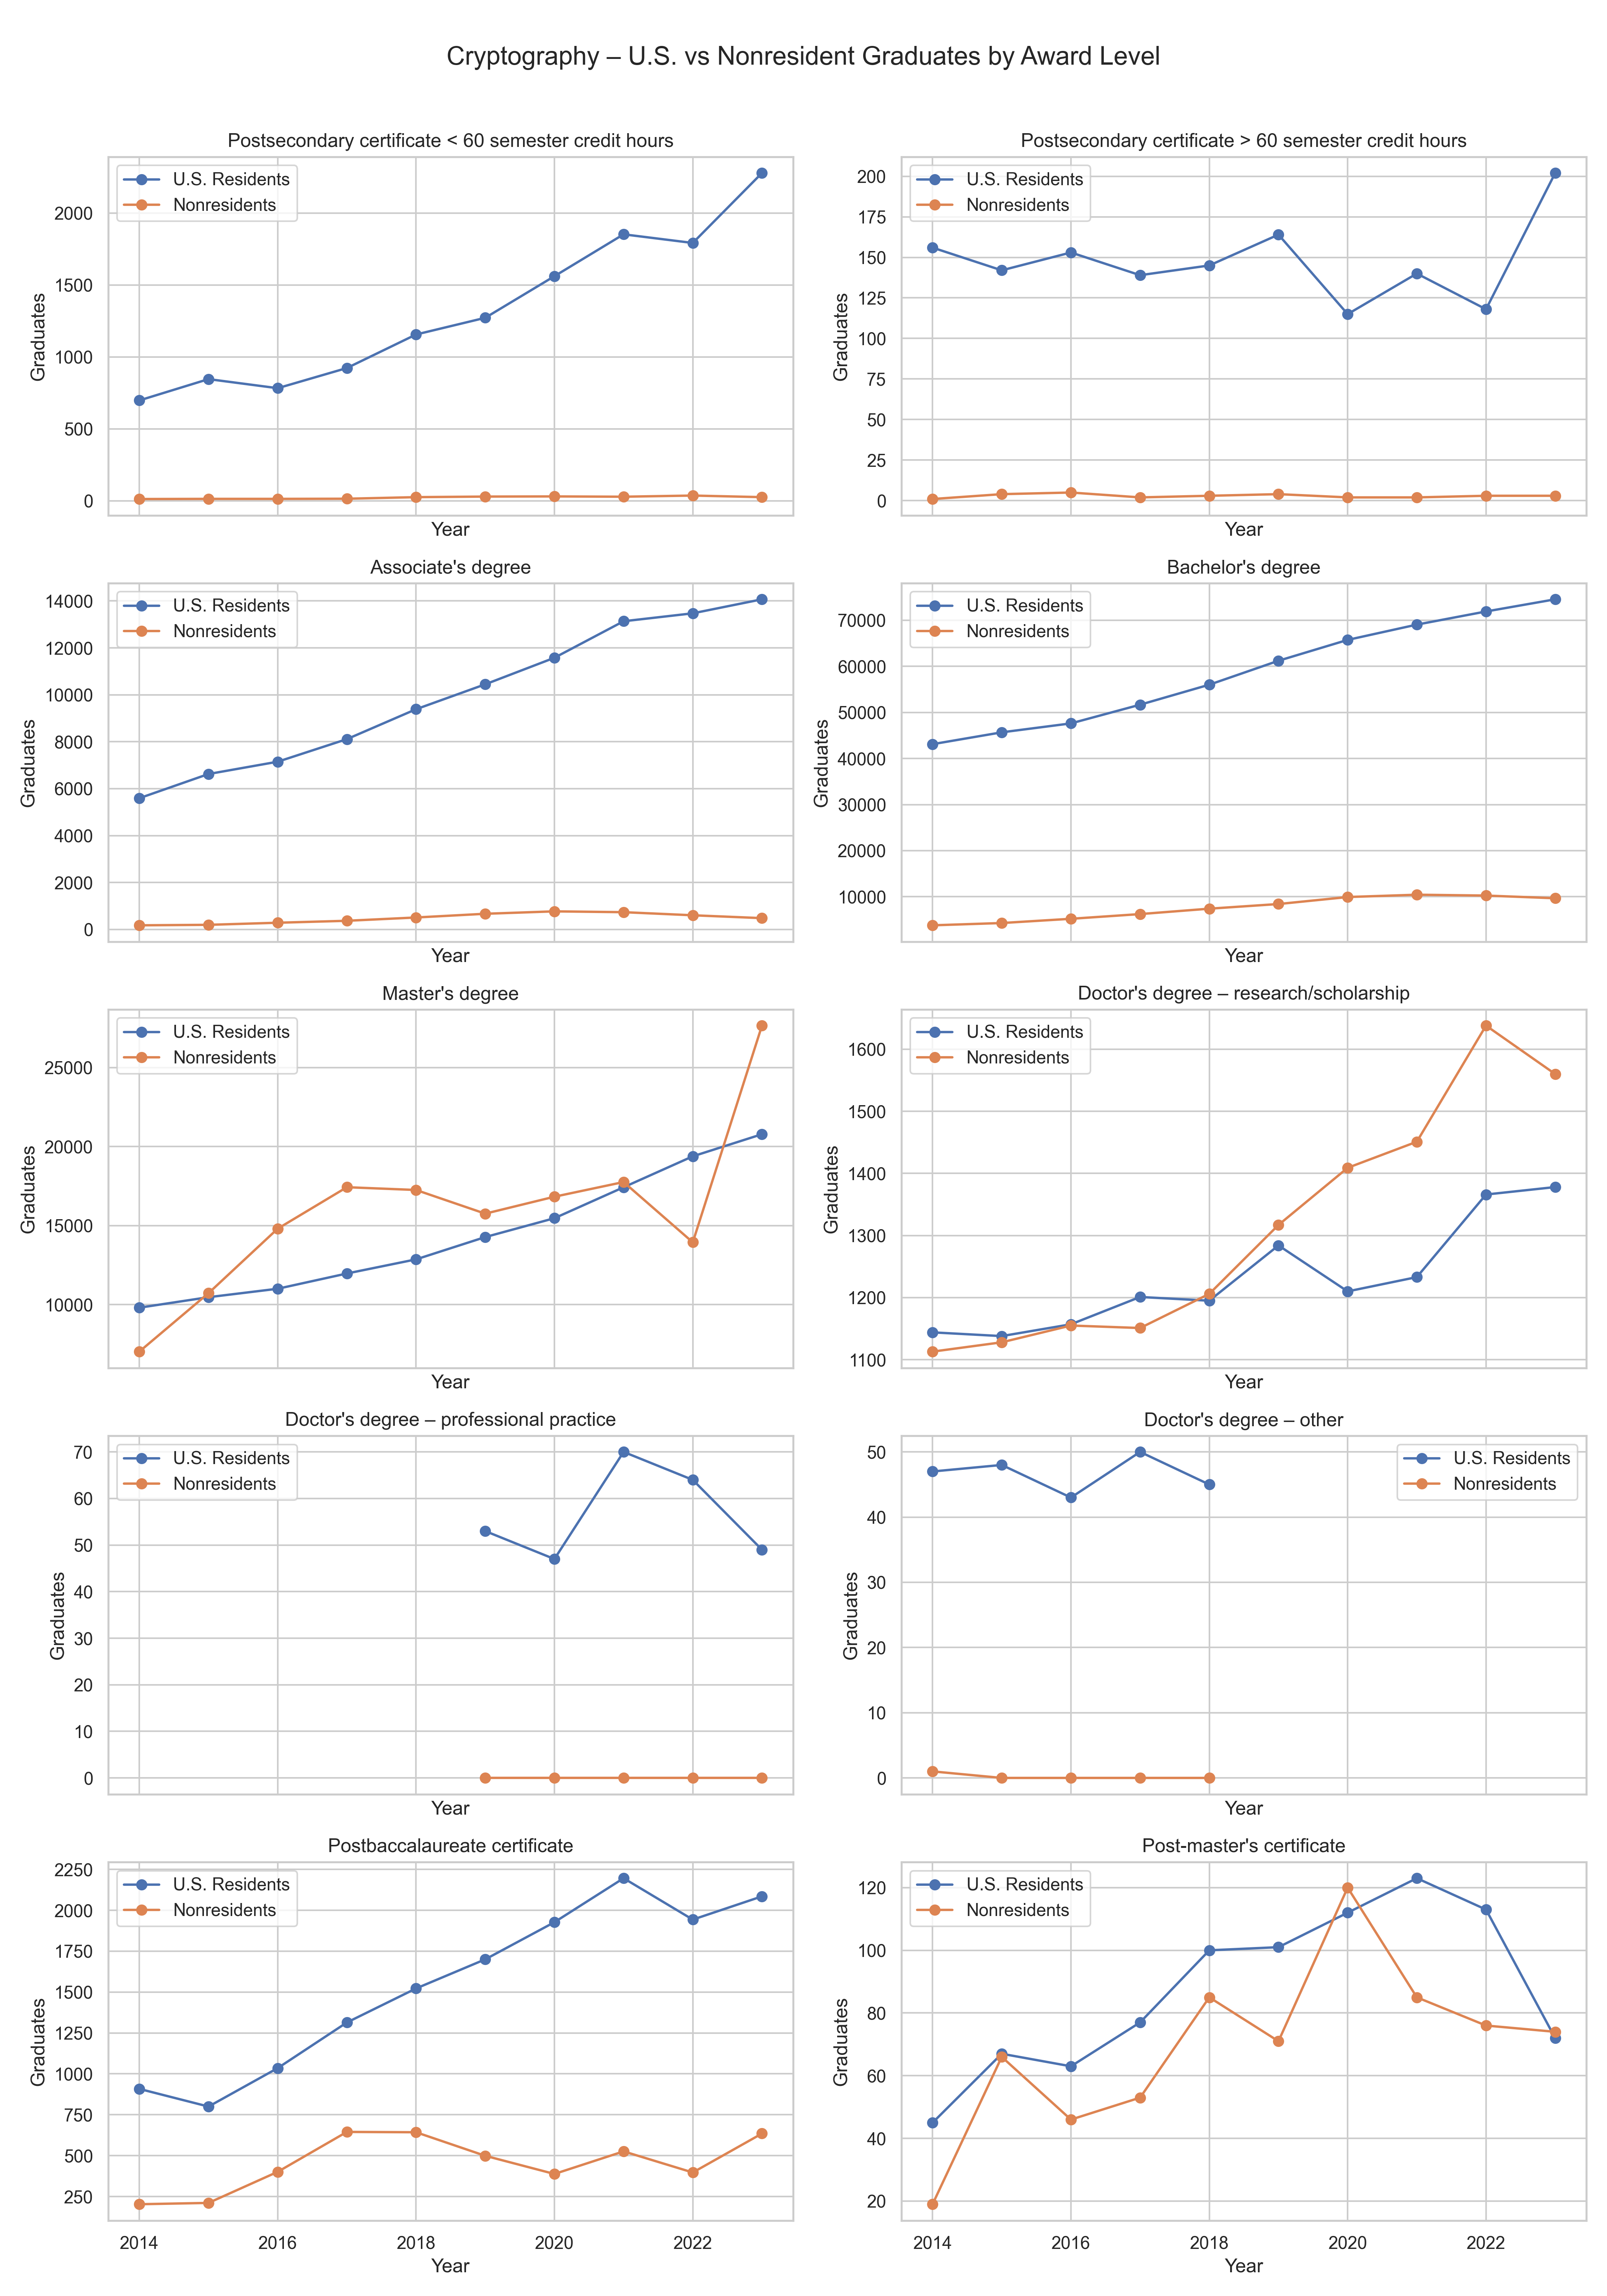 Cryptography – U.S. vs Nonresident Graduates by Award Level
Postsecondary certificate < 60 semester credit hours
U.S. Residents
Nonresidents
2000
1500
1000
500
0
Graduates
Year
Postsecondary certificate > 60 semester credit hours
U.S. Residents
Nonresidents
200
175
150
125
100
75
50
25
0
Graduates
Year
Associate's degree
U.S. Residents
Nonresidents
14000
12000
10000
8000
6000
4000
2000
0
Graduates
Year
Bachelor's degree
U.S. Residents
Nonresidents
70000
60000
50000
40000
30000
20000
10000
Graduates
Year
Master's degree
U.S. Residents
Nonresidents
25000
20000
15000
10000
Graduates
Year
Doctor's degree – research/scholarship
U.S. Residents
Nonresidents
1600
1500
1400
1300
1200
1100
Graduates
Year
Doctor's degree – professional practice
U.S. Residents
Nonresidents
70
60
50
40
30
20
10
0
Graduates
Year
Doctor's degree – other
U.S. Residents
Nonresidents
50
40
30
20
10
0
Graduates
Year
Postbaccalaureate certificate
U.S. Residents
Nonresidents
2250
2000
1750
1500
1250
1000
750
500
250
Graduates
2014 2016 2018 2020 2022
Year
Post-master's certificate
U.S. Residents
Nonresidents
120
100
80
60
40
20
Graduates
2014 2016 2018 2020 2022
Year